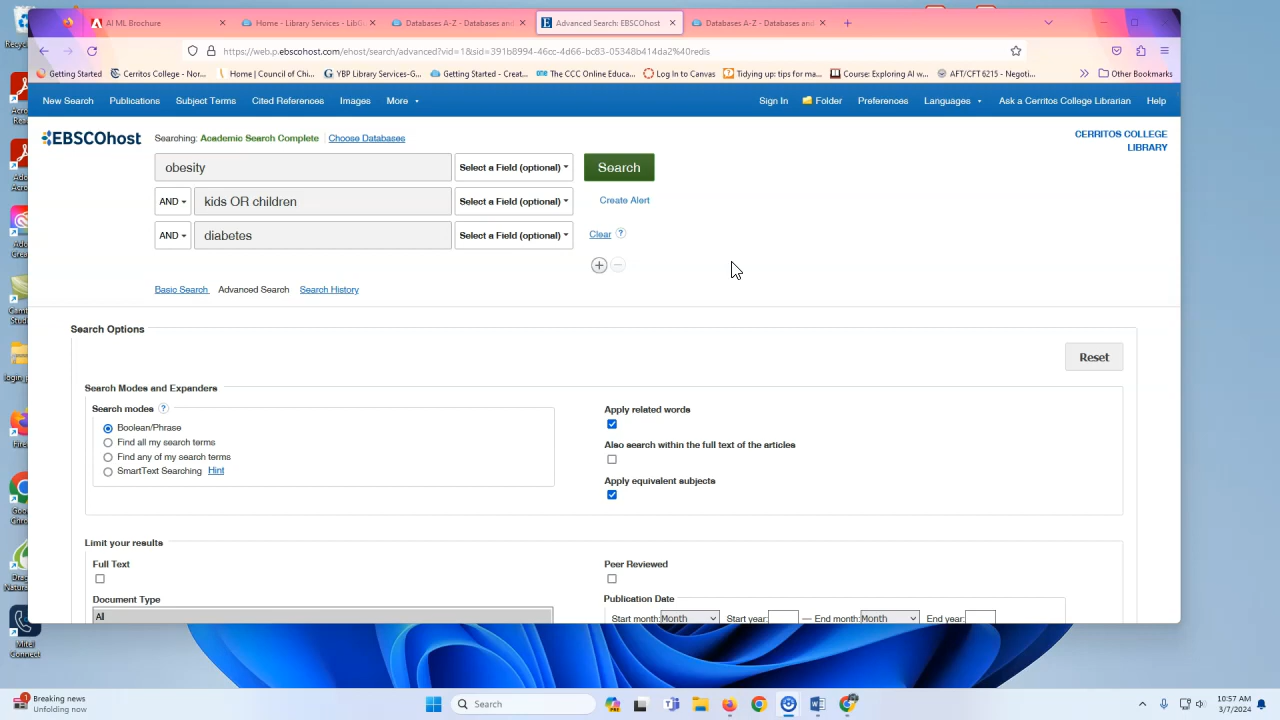 AI ML Brochure
Home - Library Services - LibG
Databases A-Z - Databases and
Advanced Search: EBSCOhost
Databases A-Z - Databases and
https://web.p.ebscohost.com/ehost/search/advanced?vid=1&sid=391b8994-46cc-4d66-bc83-05348b414da2%40redis
Getting Started
Cerritos College - Nor...
Home | Council of Chi...
YBP Library Services-G...
Getting Started - Creat...
The CCC Online Educa...
Log In to Canvas
Tidying up: tips for ma...
Course: Exploring AI w...
AFT/CFT 6215 - Negoti...
Other Bookmarks
New Search Publications Subject Terms Cited References Images More
Sign In Folder Preferences Languages Ask a Cerritos College Librarian Help
EBSCOhost
Searching: Academic Search Complete Choose Databases
CERRITOS COLLEGE
LIBRARY
obesity Select a Field (optional) Search
AND kids OR children Select a Field (optional) Create Alert
AND diabetes Select a Field (optional) Clear ?
Basic Search Advanced Search Search History
Search Options
Reset
Search Modes and Expanders
Search modes ?
Boolean/Phrase
Find all my search terms
Find any of my search terms
SmartText Searching Hint
Apply related words
Also search within the full text of the articles
Apply equivalent subjects
Limit your results
Full Text
Peer Reviewed
Document Type
All
Publication Date
Start month: Month Start year: — End month: Month End year:
Mitel
Connect
Breaking news
Unfolding now
Search
10:57 AM
3/7/2024